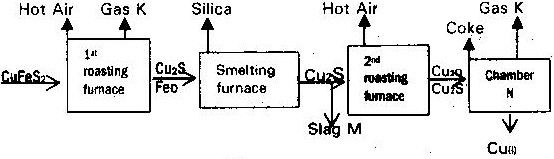 Hot Air
Gas K
Silica
Hot Air
Gas K
Coke
CuFeS₂
1st
roasting
furnace
Cu₂S
Feo
Smelting
furnace
Cu₂S
Slag M
2nd
roasting
furnace
Cu₂o
Cu₂S
Chamber
N
Cu(l)